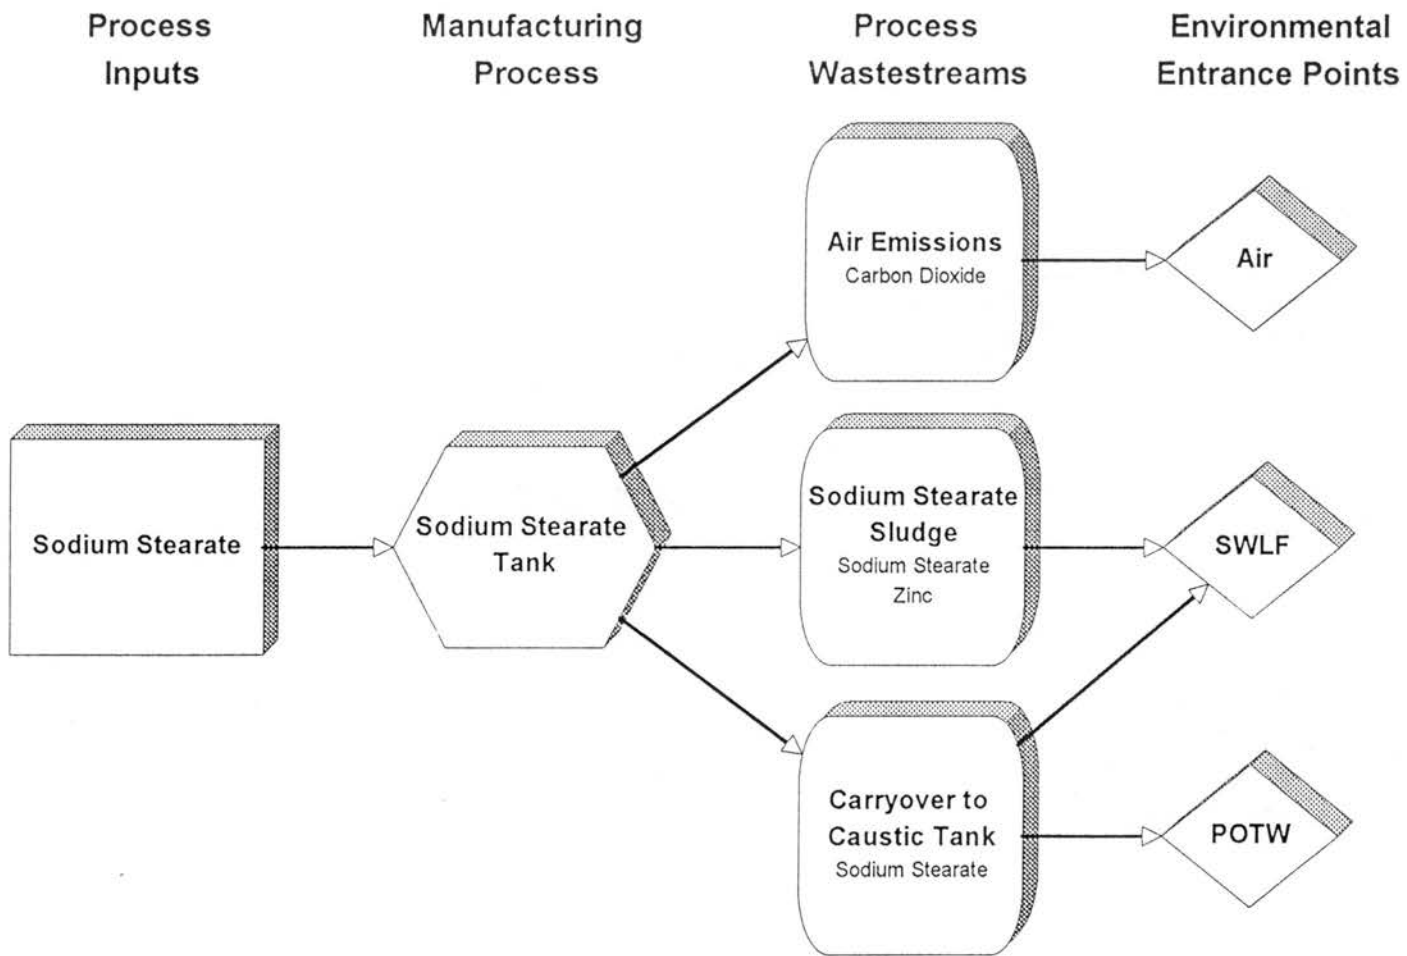 Process
Inputs
Manufacturing
Process
Process
Wastestreams
Environmental
Entrance Points
Sodium Stearate
Sodium Stearate
Tank
Air Emissions
Carbon Dioxide
Air
Sodium Stearate
Sludge
Sodium Stearate
Zinc
SWLF
Carryover to
Caustic Tank
Sodium Stearate
POTW